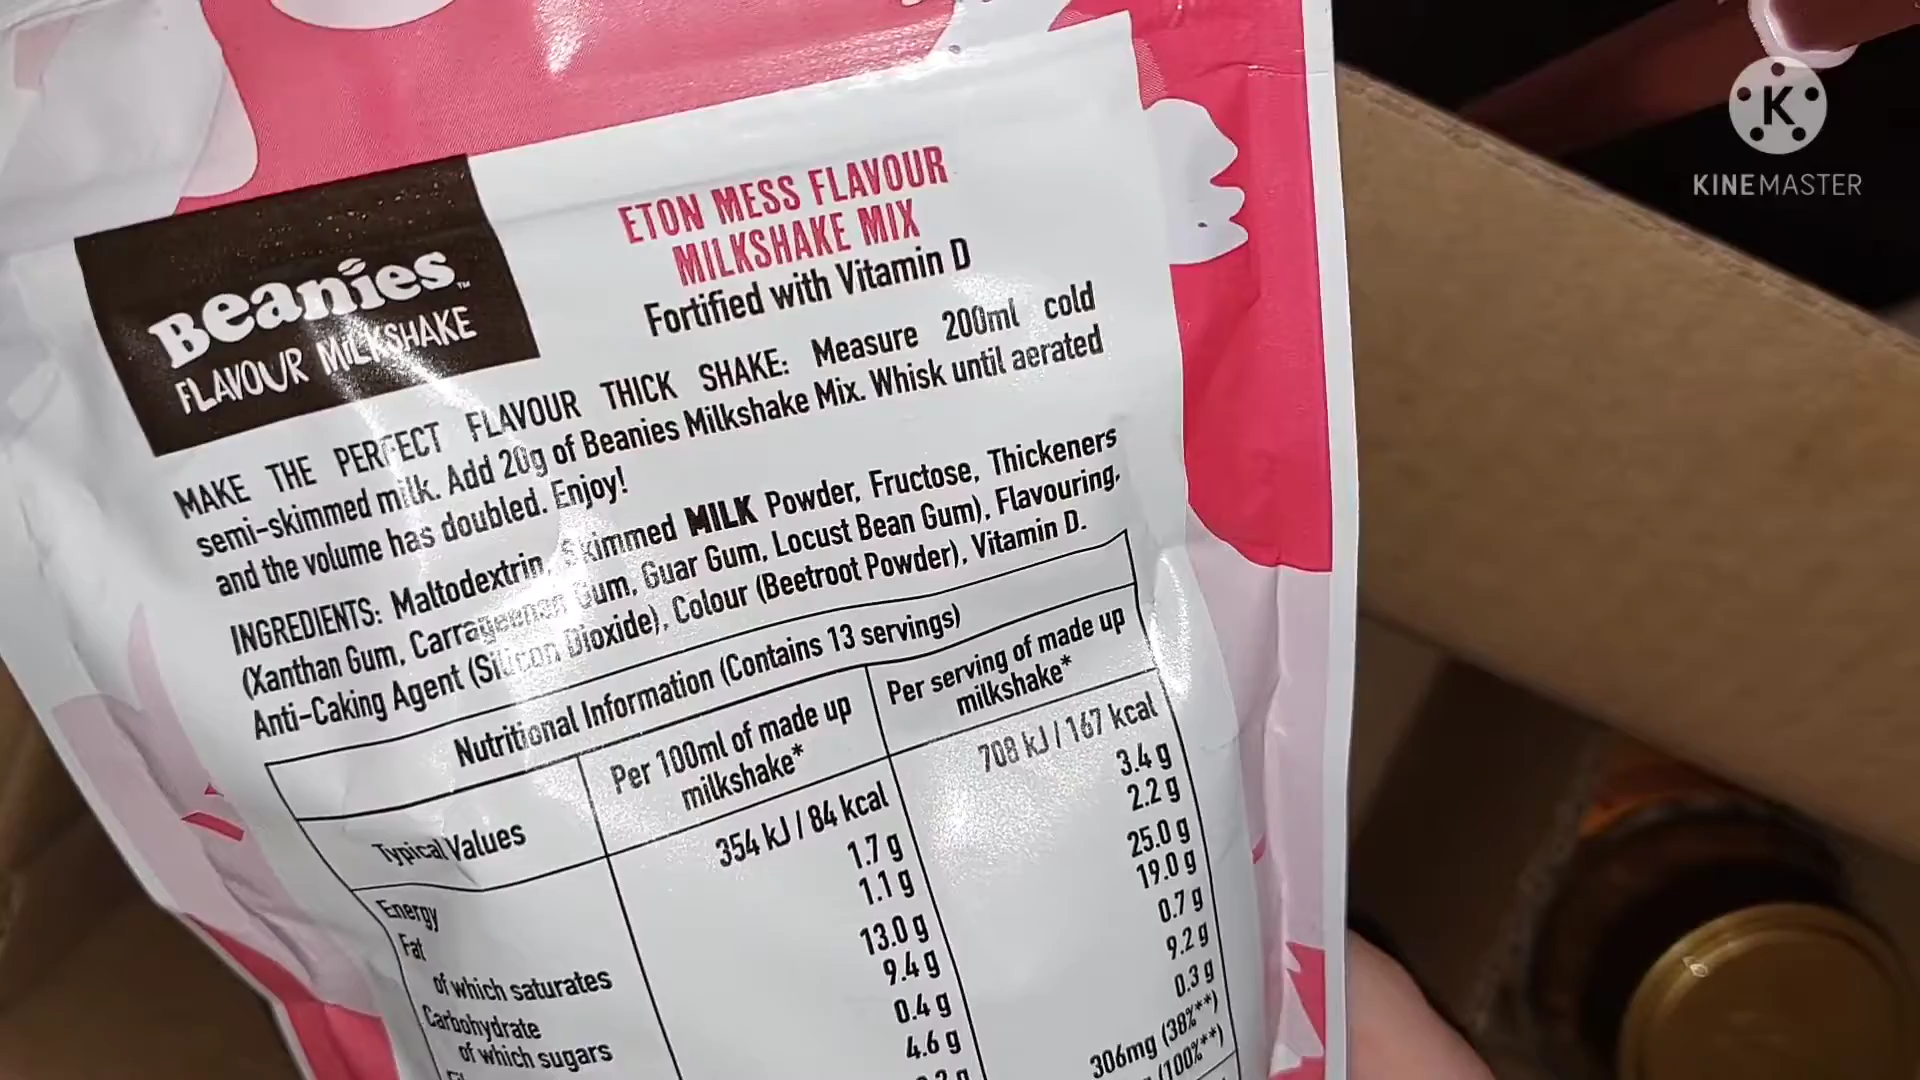 KINEMASTER
Beanies™
FLAVOUR MILKSHAKE
ETON MESS FLAVOUR
MILKSHAKE MIX
Fortified with Vitamin D
MAKE THE PERFECT FLAVOUR THICK SHAKE: Measure 200ml cold
semi-skimmed milk. Add 20g of Beanies Milkshake Mix. Whisk until aerated
and the volume has doubled. Enjoy!
INGREDIENTS: Maltodextrin, Skimmed MILK Powder, Fructose, Thickeners
(Xanthan Gum, Carrageenan Gum, Guar Gum, Locust Bean Gum), Flavouring,
Anti-Caking Agent (Silicon Dioxide), Colour (Beetroot Powder), Vitamin D.
Nutritional Information (Contains 13 servings)
Typical Values
Per 100ml of made up
milkshake*
Per serving of made up
milkshake*
Energy 354 kJ / 84 kcal 708 kJ / 167 kcal
Fat 1.7 g 3.4 g
of which saturates 1.1 g 2.2 g
Carbohydrate 13.0 g 25.0 g
of which sugars 9.4 g 19.0 g
0.4 g 0.7 g
4.6 g 9.2 g
0.3 g
306mg (38%**)
(100%**)